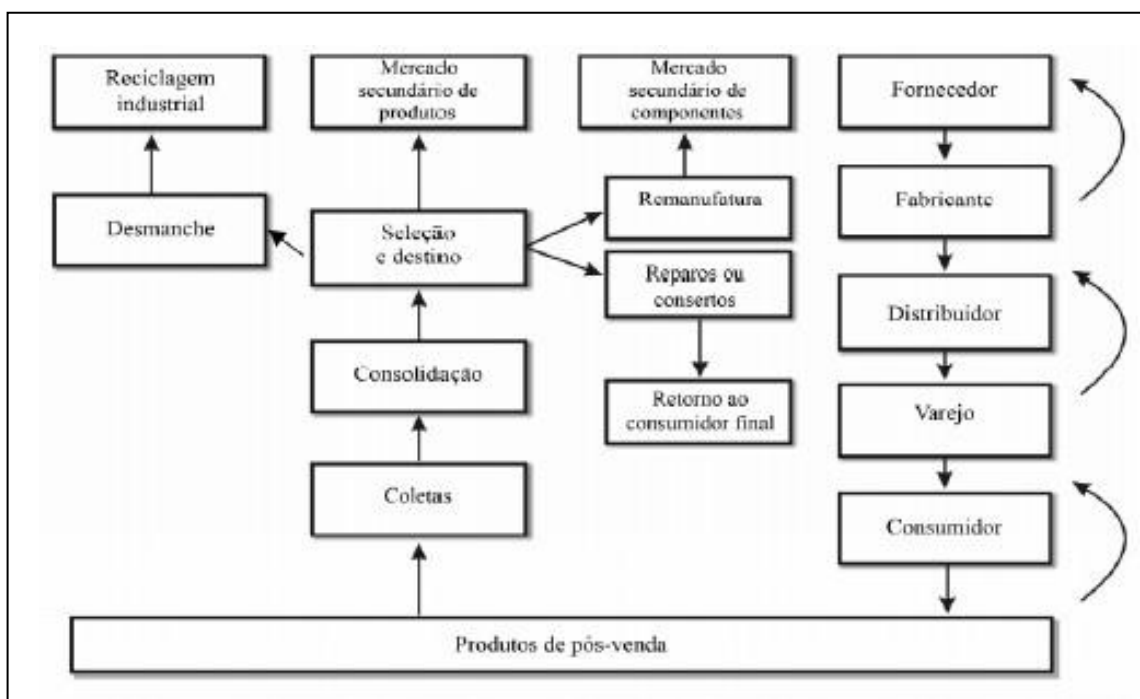 Reciclagem
industrial
Mercado
secundário de
produtos
Mercado
secundário de
componentes
Fornecedor
Desmanche
Seleção
e destino
Remanufatura
Fabricante
Reparos ou
consertos
Distribuidor
Consolidação
Retorno ao
consumidor final
Varejo
Coletas
Consumidor
Produtos de pós-venda